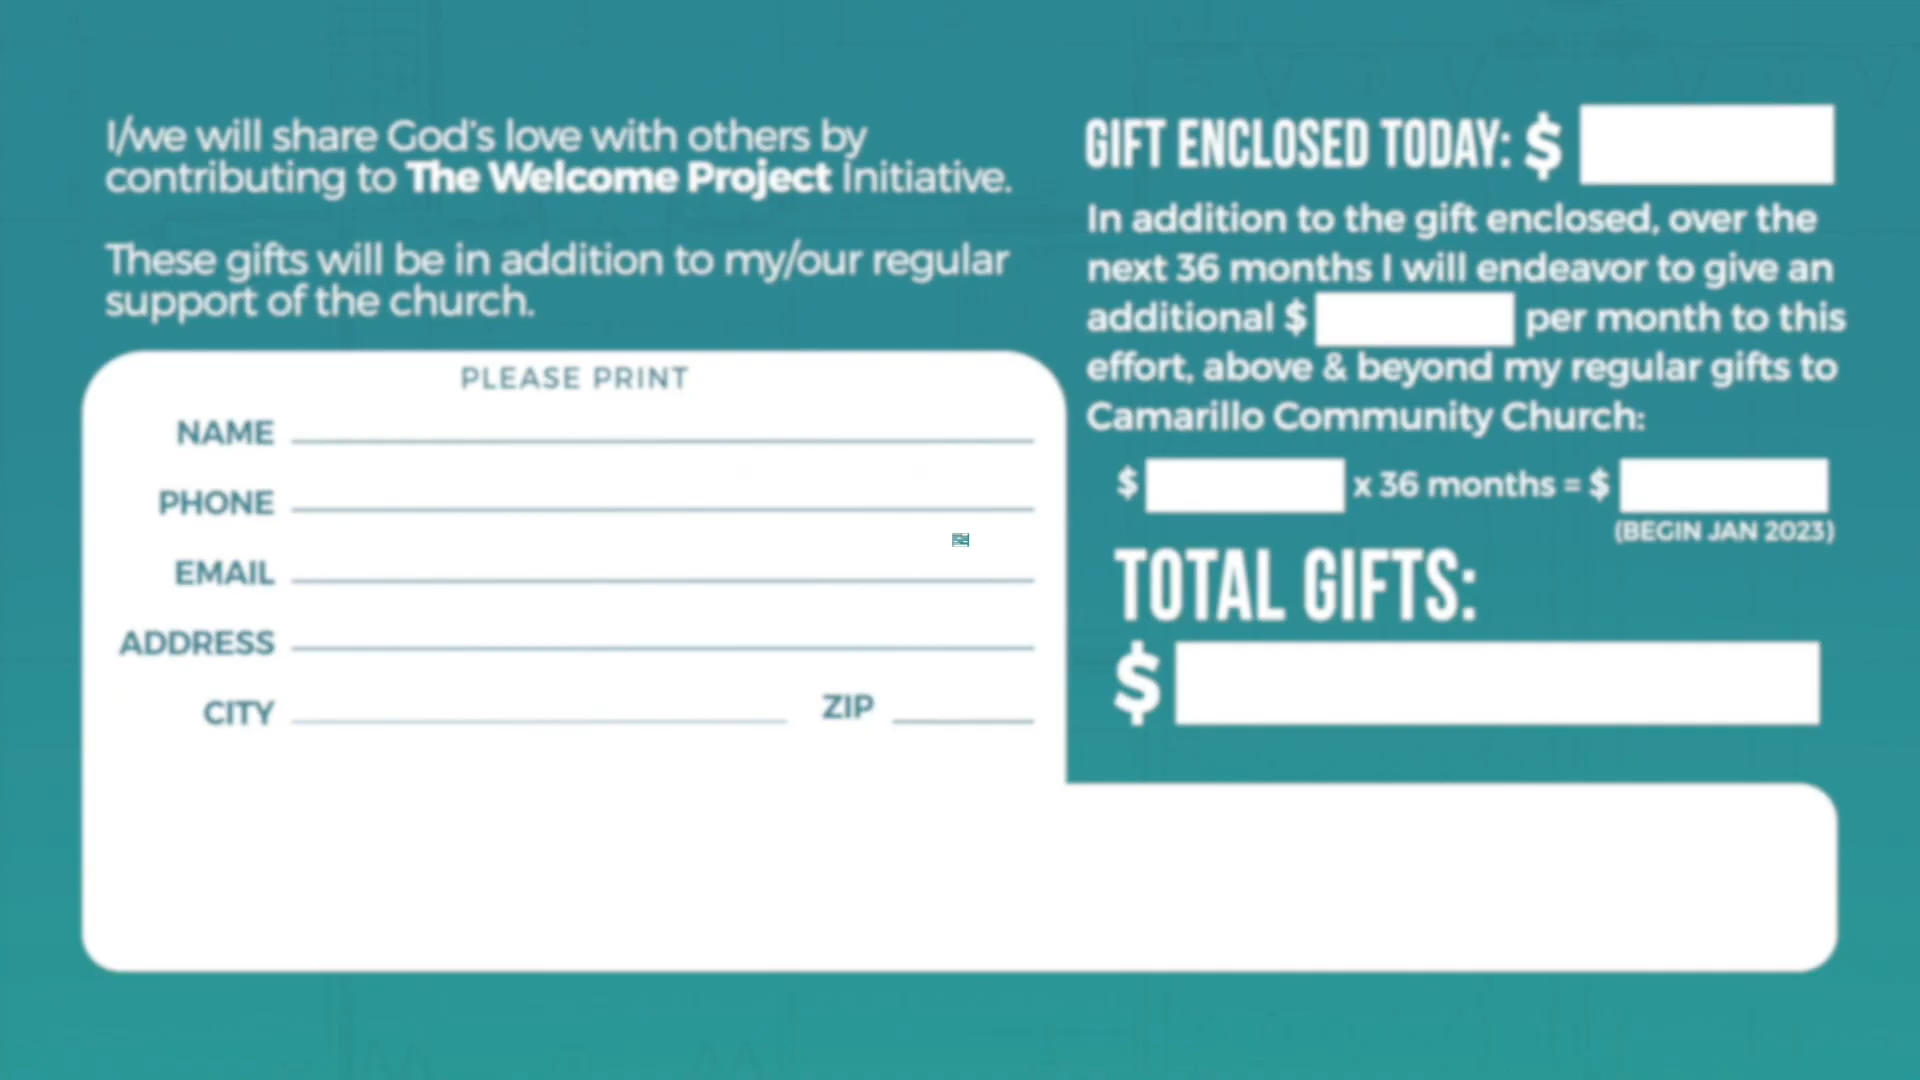 I/we will share God's love with others by
contributing to The Welcome Project Initiative.
These gifts will be in addition to my/our regular
support of the church.
PLEASE PRINT
NAME
PHONE
EMAIL
ADDRESS
CITY ZIP
GIFT ENCLOSED TODAY: $
In addition to the gift enclosed, over the
next 36 months I will endeavor to give an
additional $ per month to this
effort, above & beyond my regular gifts to
Camarillo Community Church:
$ x 36 months = $
(BEGIN JAN 2023)
TOTAL GIFTS:
$